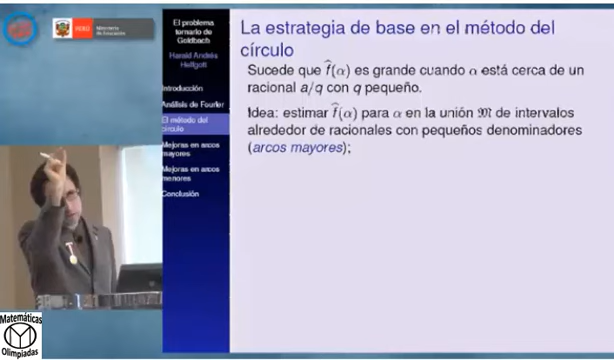 PERÚ
Ministerio
de Educación
El problema
ternario de
Goldbach
Harald Andrés
Helfgott
Introducción
Análisis de Fourier
El método del
círculo
Mejoras en arcos
mayores
Mejoras en arcos
menores
Conclusión
La estrategia de base en el método del
círculo
Sucede que f̂(α) es grande cuando α está cerca de un
racional a/q con q pequeño.
Idea: estimar f̂(α) para α en la unión 𝔐 de intervalos
alrededor de racionales con pequeños denominadores
(arcos mayores);
Matemáticas
Olimpiadas